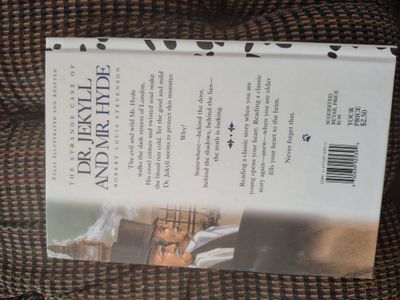 FULLY ILLUSTRATED AND ADAPTED
THE STRANGE CASE OF
DR. JEKYLL
AND MR. HYDE
ROBERT LOUIS STEVENSON
The evil and wild Mr. Hyde
walks the dark streets of London.
His cruel crimes and twisted soul make
the blood run cold. Yet the good and mild
Dr. Jekyll seems to protect this monster.
Why?
Somewhere—behind the door,
behind the shadows, behind the lies—
the truth is lurking.
Reading a classic story when you are
young opens your heart. Reading a classic
story again—anew—when you are older
fills your heart to the brim.
Never forget that.
SUGGESTED
RETAIL PRICE
YOUR
PRICE
$2.50